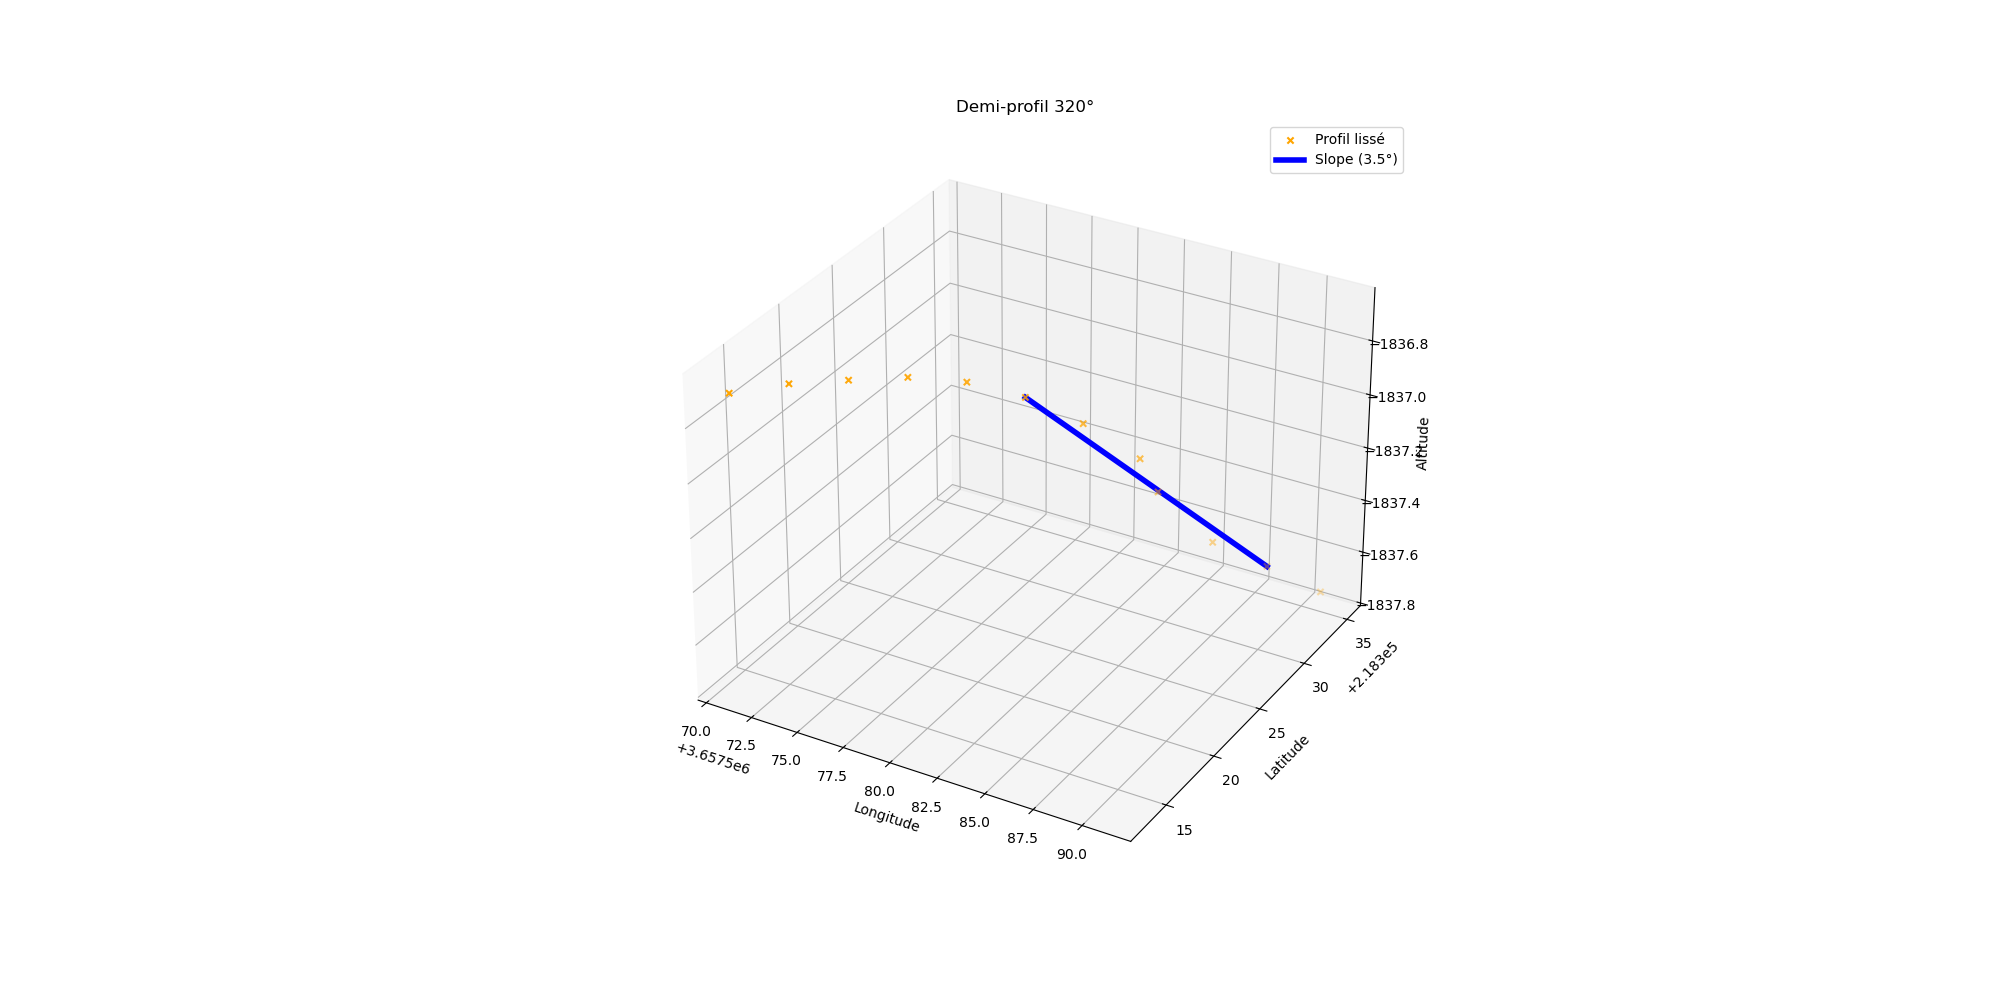 Demi-profil 320°
Profil lissé
Slope (3.5°)
−1836.8
−1837.0
−1837.2
−1837.4
−1837.6
−1837.8
Altitude
35
30
25
20
15
+2.183e5
Latitude
70.0
72.5
75.0
77.5
80.0
82.5
85.0
87.5
90.0
+3.6575e6
Longitude